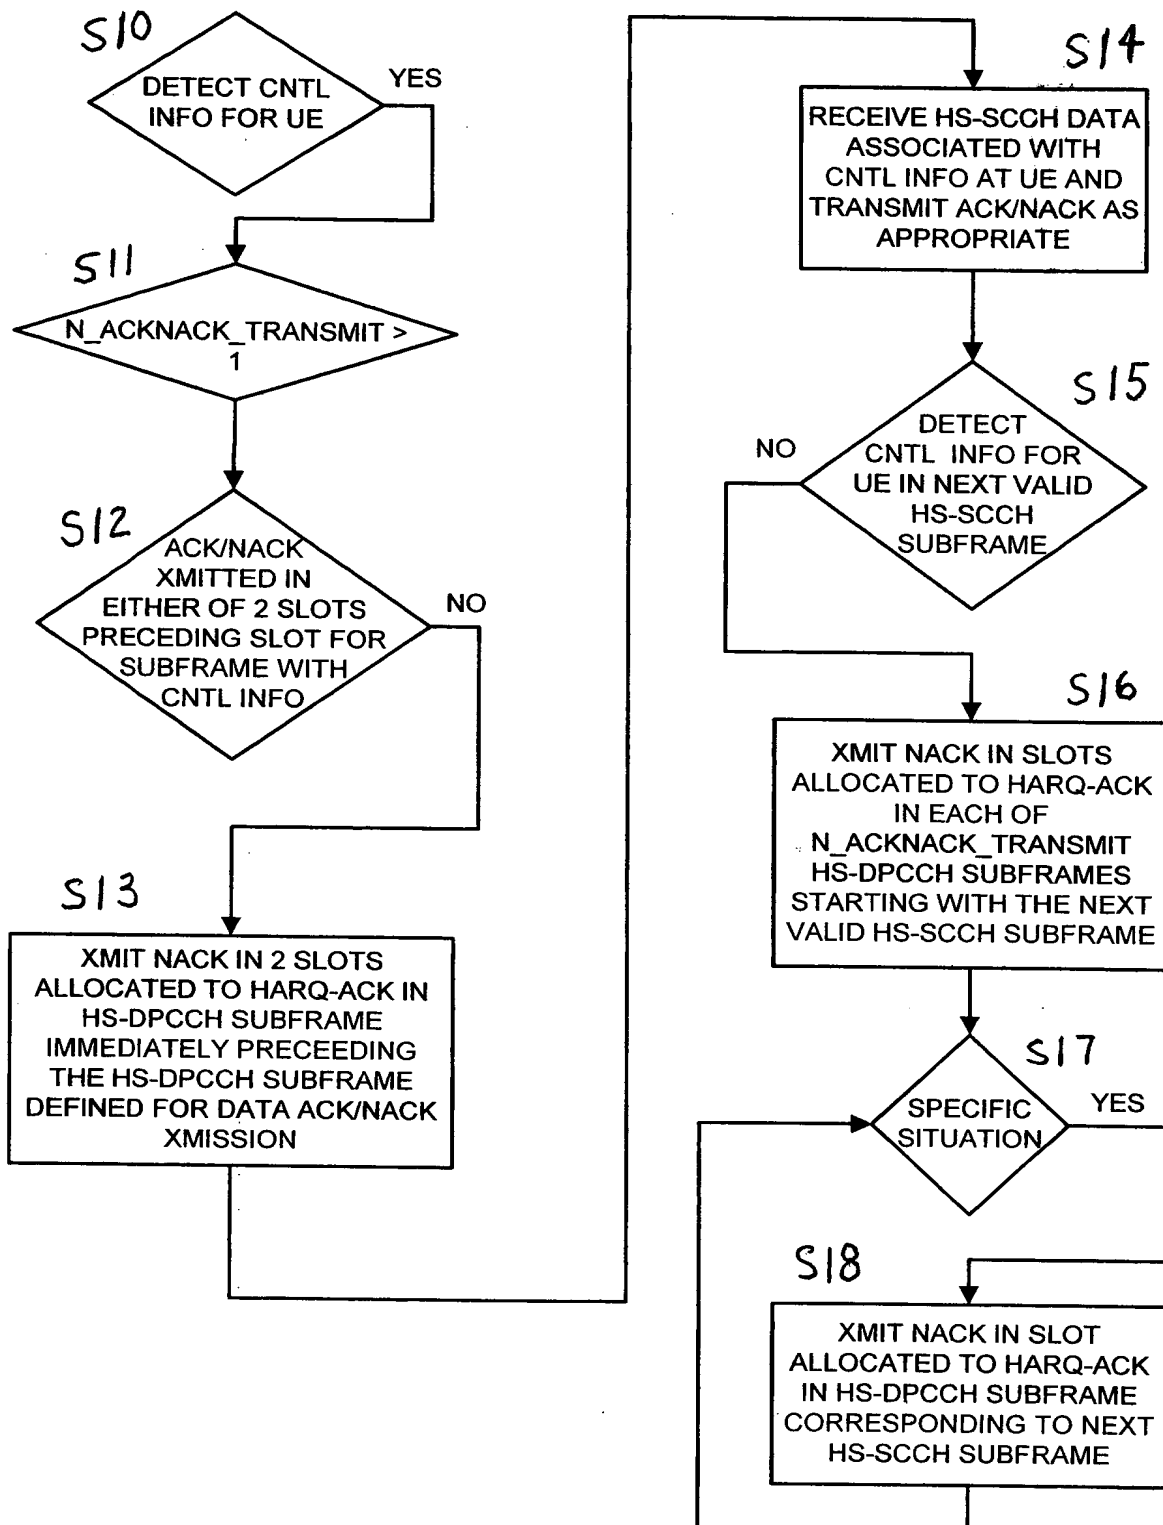 S10
DETECT CNTL
INFO FOR UE
YES
S11
N_ACKNACK_TRANSMIT >
1
S12
ACK/NACK
XMITTED IN
EITHER OF 2 SLOTS
PRECEDING SLOT FOR
SUBFRAME WITH
CNTL INFO
NO
S13
XMIT NACK IN 2 SLOTS
ALLOCATED TO HARQ-ACK IN
HS-DPCCH SUBFRAME
IMMEDIATELY PRECEEDING
THE HS-DPCCH SUBFRAME
DEFINED FOR DATA ACK/NACK
XMISSION
S14
RECEIVE HS-SCCH DATA
ASSOCIATED WITH
CNTL INFO AT UE AND
TRANSMIT ACK/NACK AS
APPROPRIATE
S15
DETECT
CNTL INFO FOR
UE IN NEXT VALID
HS-SCCH
SUBFRAME
NO
S16
XMIT NACK IN SLOTS
ALLOCATED TO HARQ-ACK
IN EACH OF
N_ACKNACK_TRANSMIT
HS-DPCCH SUBFRAMES
STARTING WITH THE NEXT
VALID HS-SCCH SUBFRAME
S17
SPECIFIC
SITUATION
YES
S18
XMIT NACK IN SLOT
ALLOCATED TO HARQ-ACK
IN HS-DPCCH SUBFRAME
CORRESPONDING TO NEXT
HS-SCCH SUBFRAME